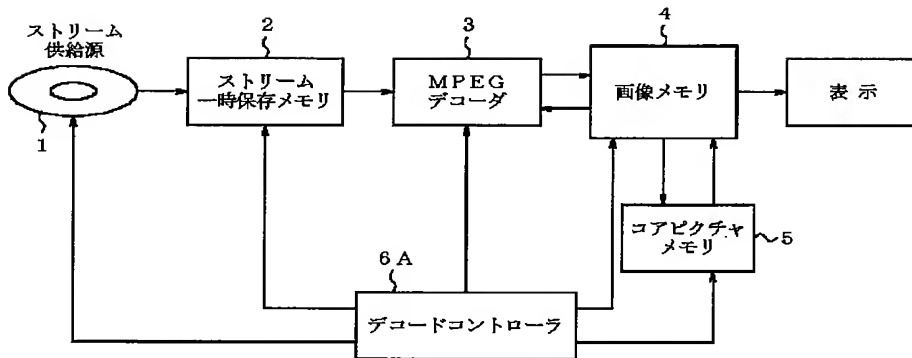 ストリーム
供給源
1
2
ストリーム
一時保存メモリ
3
MPEG
デコーダ
4
画像メモリ
表示
コアピクチャ
メモリ
5
6A
デコードコントローラ